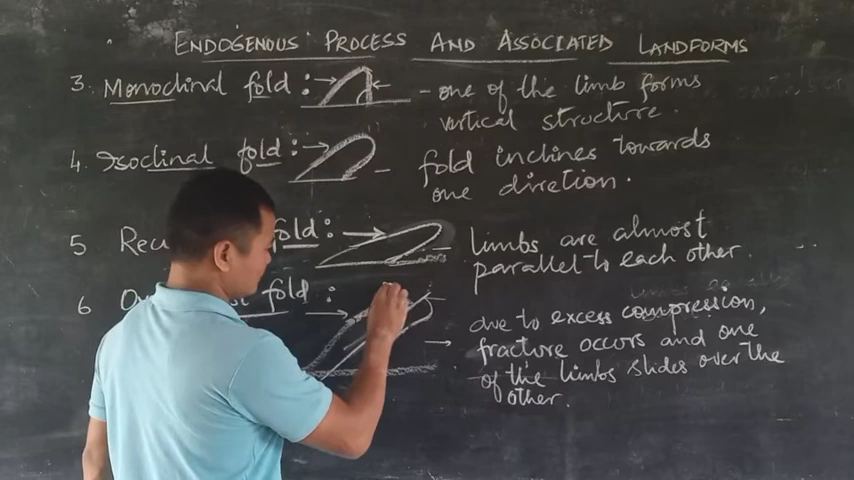 ENDOGENOUS PROCESS AND ASSOCIATED LANDFORMS
3. Monoclinal fold : - one of the limb forms
vertical structure.
4. Isoclinal fold : - fold inclines towards
one diretion.
5 Recu fold : - limbs are almost
parallel to each other.
6 fold : due to excess compression,
fracture occurs and one
of the limbs slides over the
other.